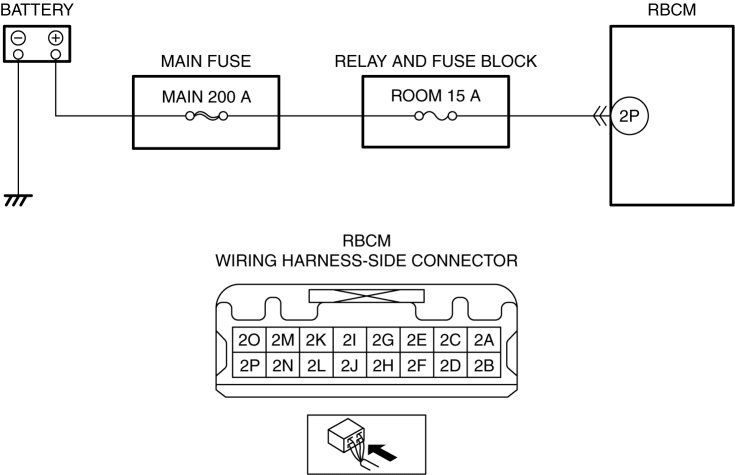 BATTERY
RBCM
MAIN FUSE
RELAY AND FUSE BLOCK
MAIN 200 A
ROOM 15 A
2P
RBCM
WIRING HARNESS-SIDE CONNECTOR
2O 2M 2K 2I 2G 2E 2C 2A
2P 2N 2L 2J 2H 2F 2D 2B